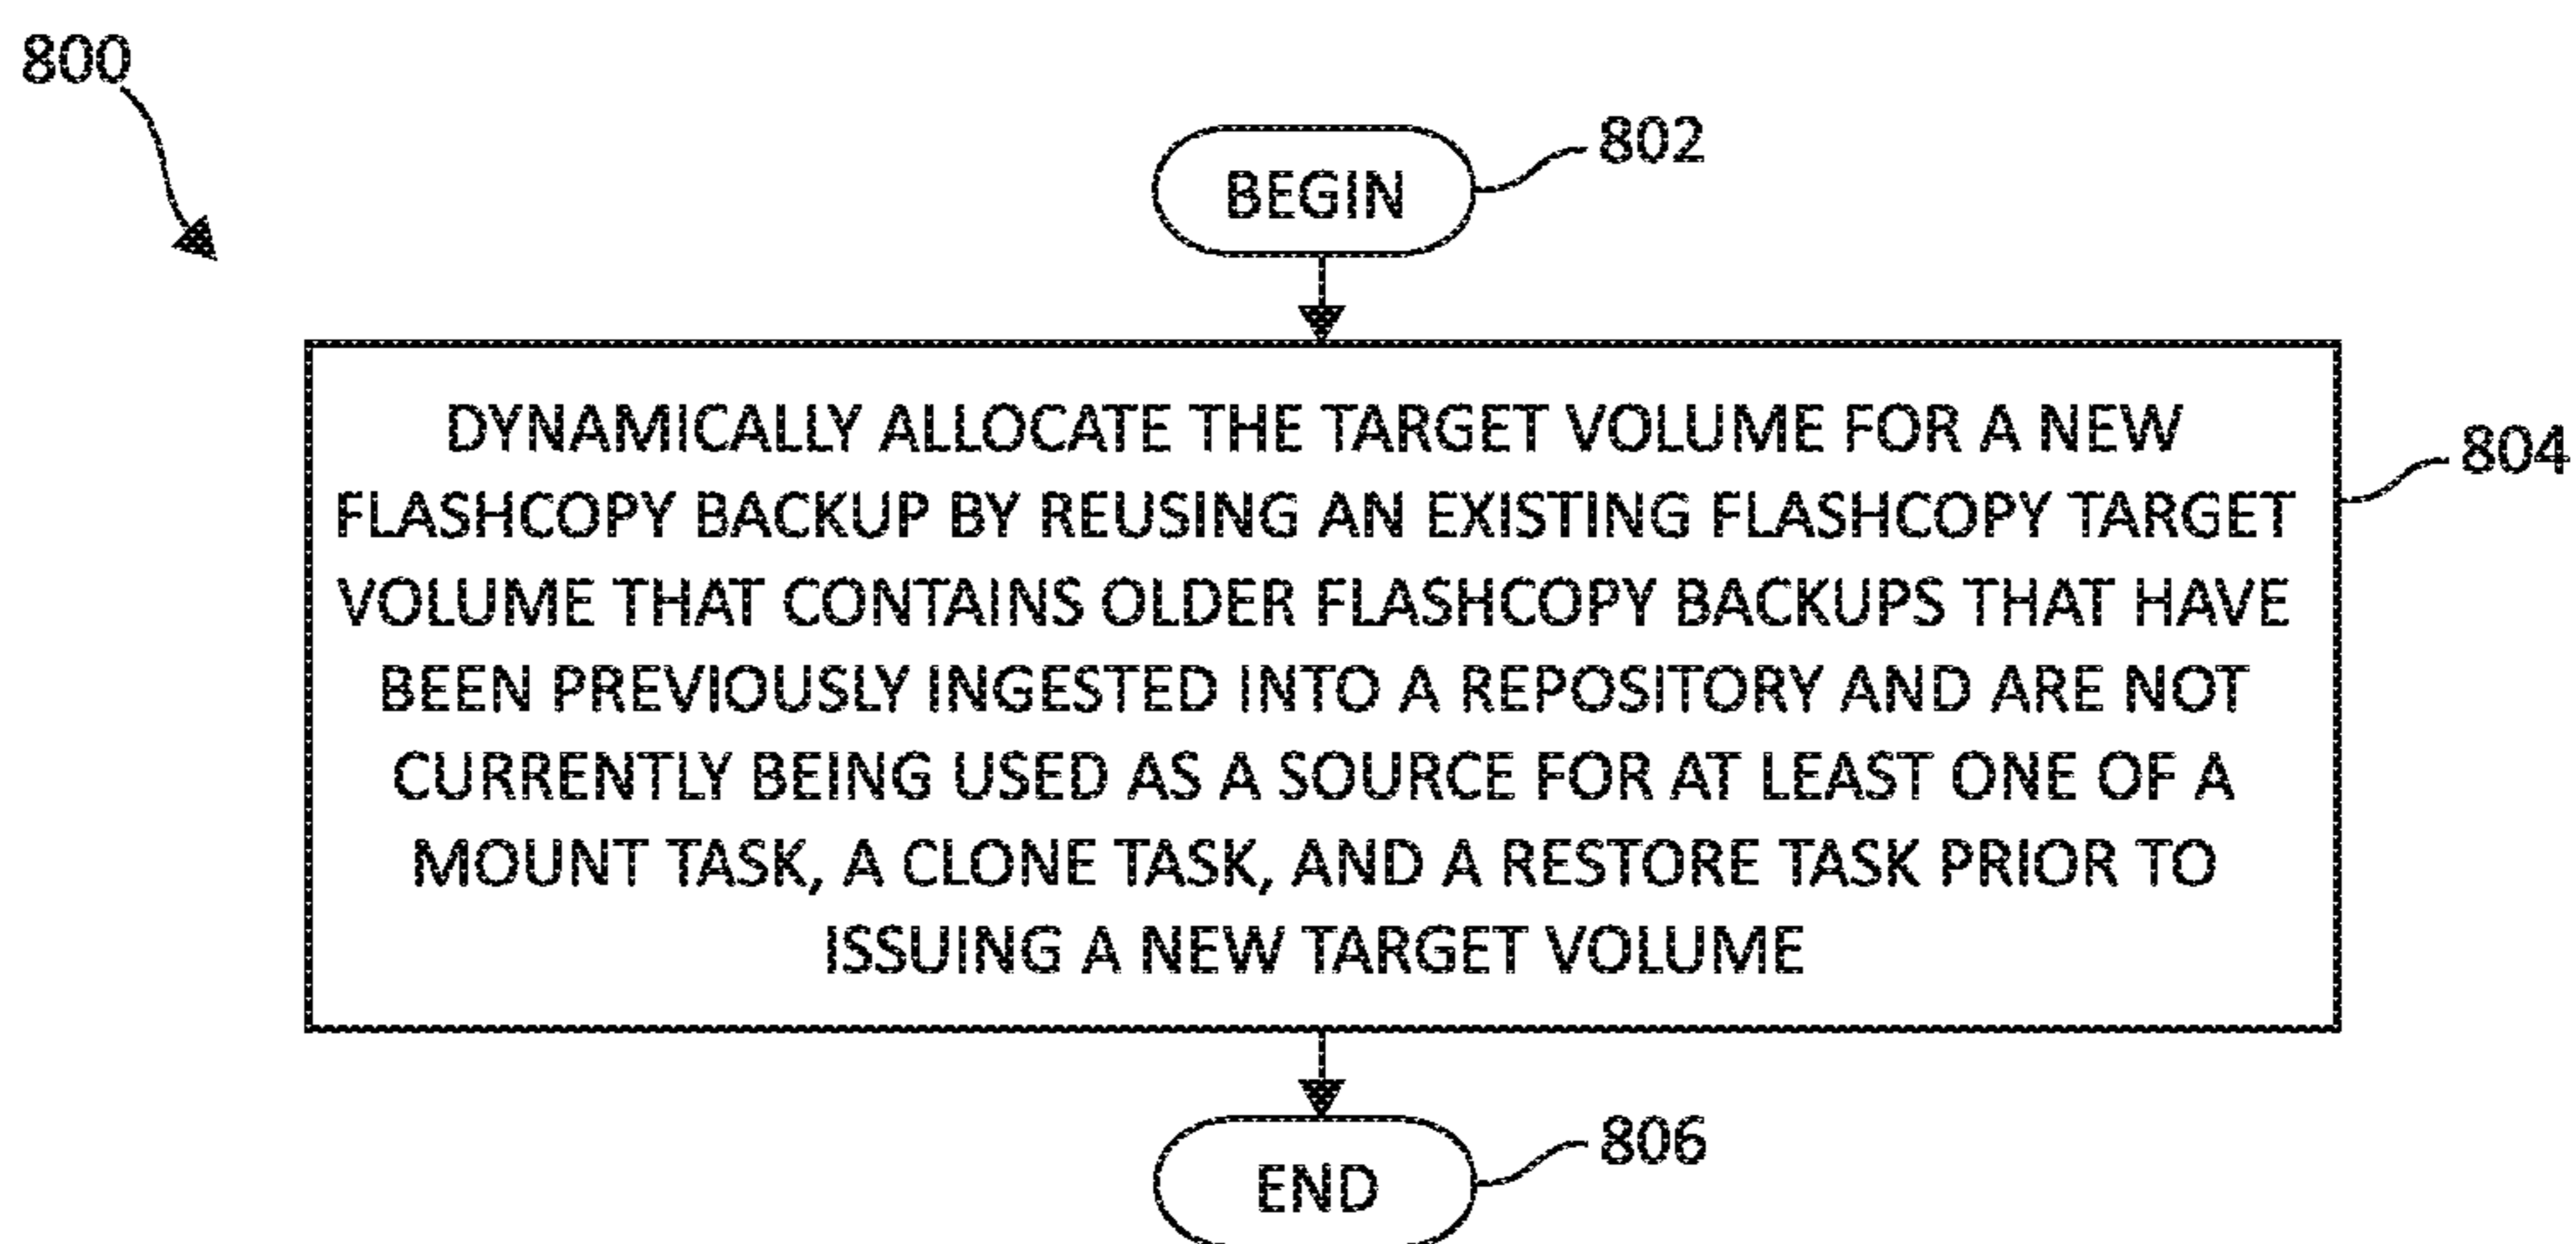 800
BEGIN
802
DYNAMICALLY ALLOCATE THE TARGET VOLUME FOR A NEW
FLASHCOPY BACKUP BY REUSING AN EXISTING FLASHCOPY TARGET
VOLUME THAT CONTAINS OLDER FLASHCOPY BACKUPS THAT HAVE
BEEN PREVIOUSLY INGESTED INTO A REPOSITORY AND ARE NOT
CURRENTLY BEING USED AS A SOURCE FOR AT LEAST ONE OF A
MOUNT TASK, A CLONE TASK, AND A RESTORE TASK PRIOR TO
ISSUING A NEW TARGET VOLUME
804
END
806